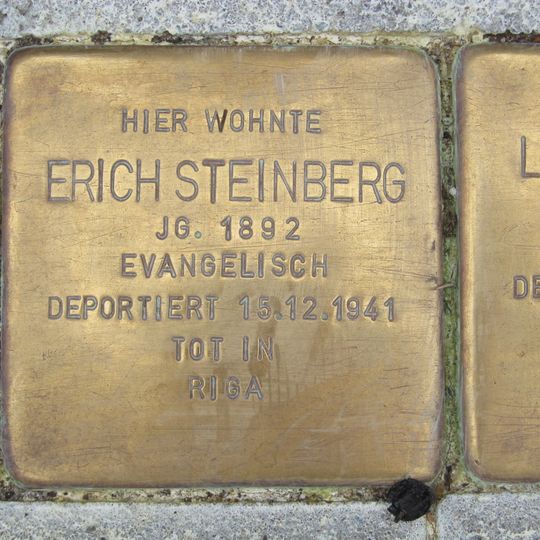 HIER WOHNTE
ERICH STEINBERG
JG. 1892
EVANGELISCH
DEPORTIERT 15.12.1941
TOT IN
RIGA